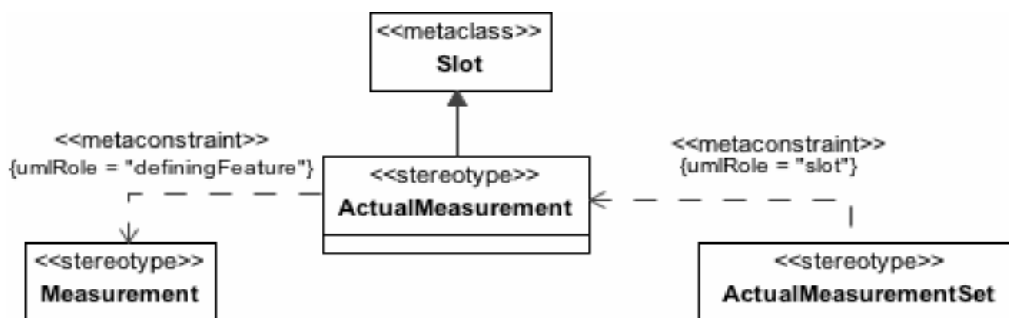 <<metaclass>>
Slot
<<metaconstraint>>
{umlRole = "definingFeature"}
<<metaconstraint>>
{umlRole = "slot"}
<<stereotype>>
ActualMeasurement
<<stereotype>>
Measurement
<<stereotype>>
ActualMeasurementSet